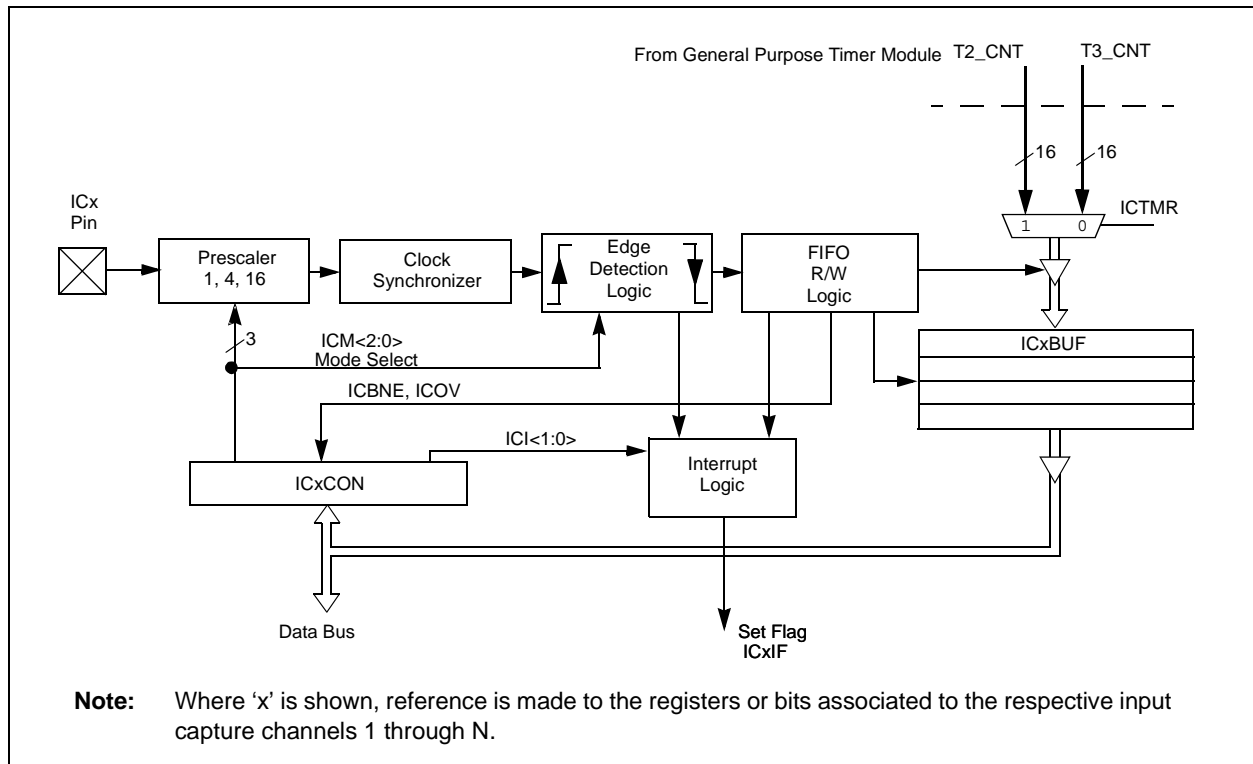 From General Purpose Timer Module
T2_CNT
T3_CNT
16
16
ICx
Pin
1
0
ICTMR
Prescaler
1, 4, 16
Clock
Synchronizer
Edge
Detection
Logic
FIFO
R/W
Logic
3
ICM<2:0>
Mode Select
ICxBUF
ICBNE, ICOV
ICI<1:0>
ICxCON
Interrupt
Logic
Data Bus
Set Flag
ICxIF
Note: Where ‘x’ is shown, reference is made to the registers or bits associated to the respective input
capture channels 1 through N.